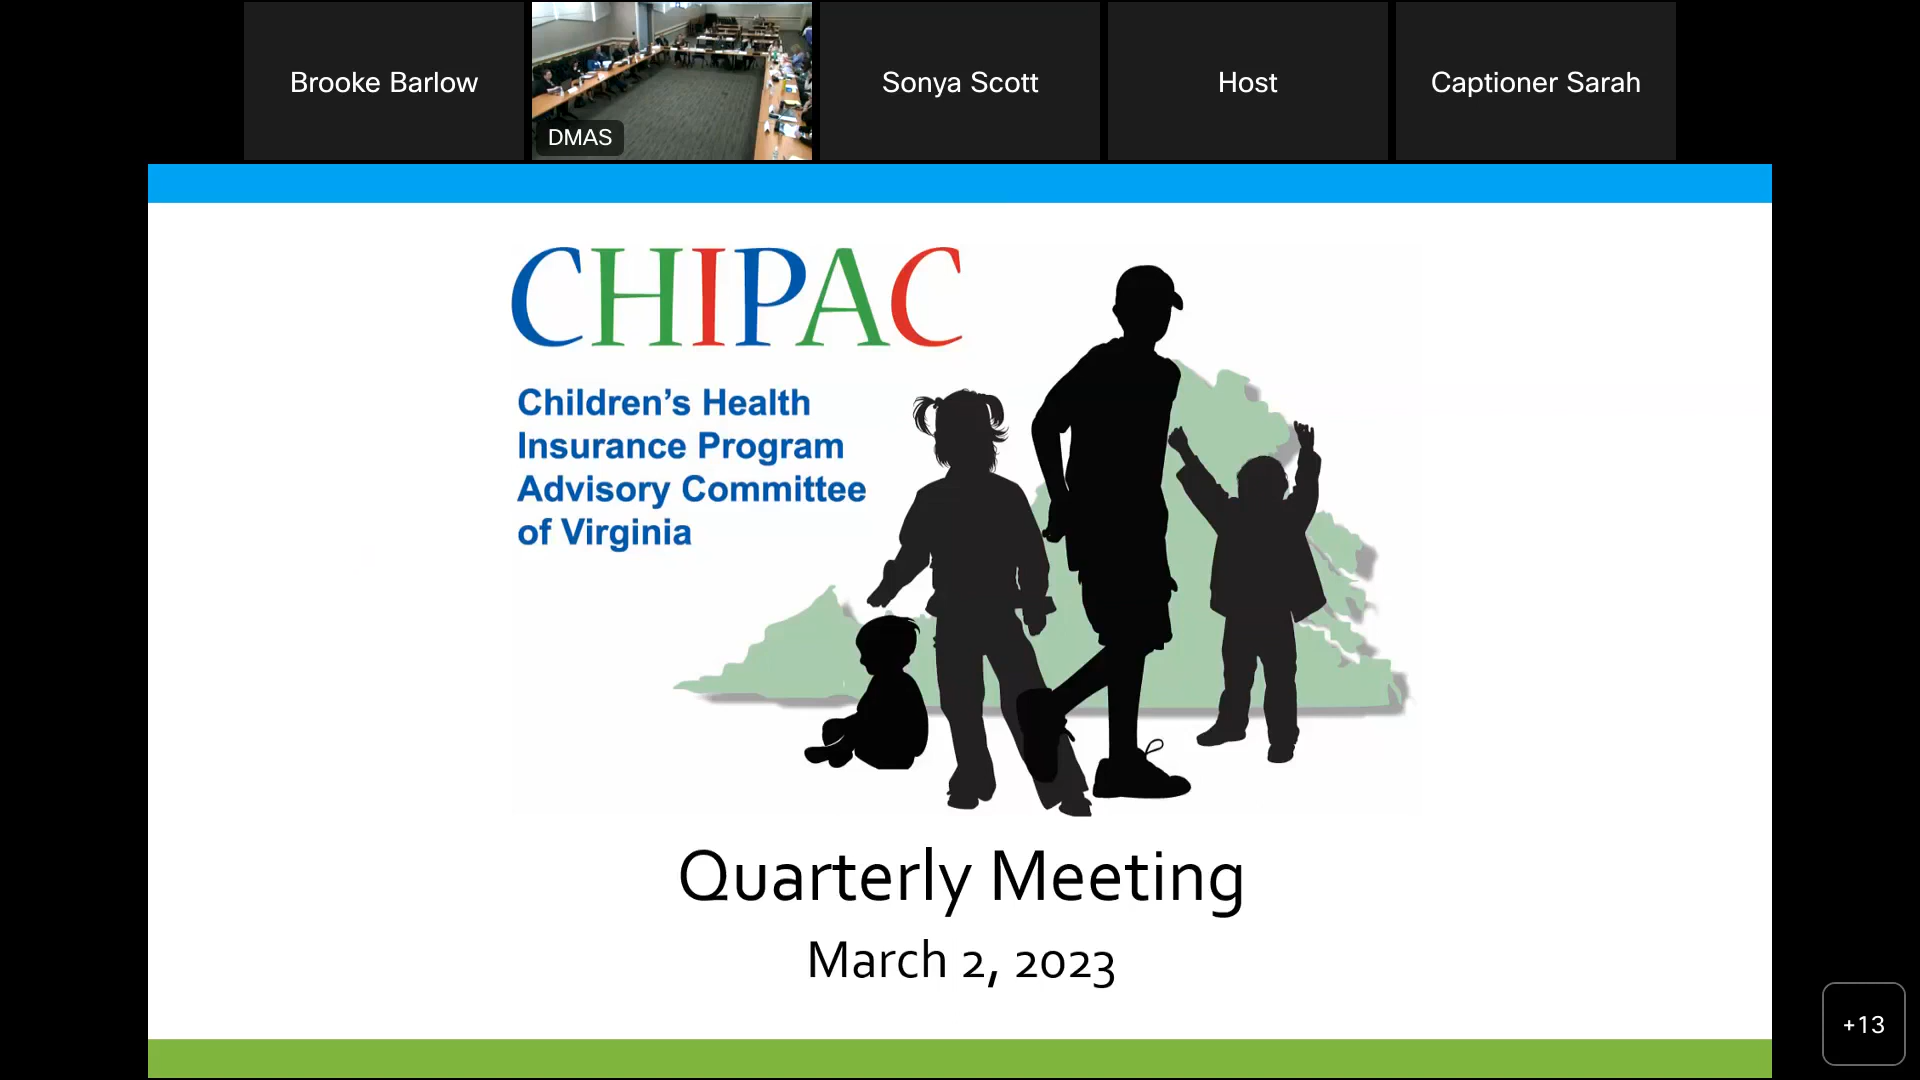 Brooke Barlow
DMAS
Sonya Scott
Host
Captioner Sarah
CHIPAC
Children’s Health
Insurance Program
Advisory Committee
of Virginia
Quarterly Meeting
March 2, 2023
+13